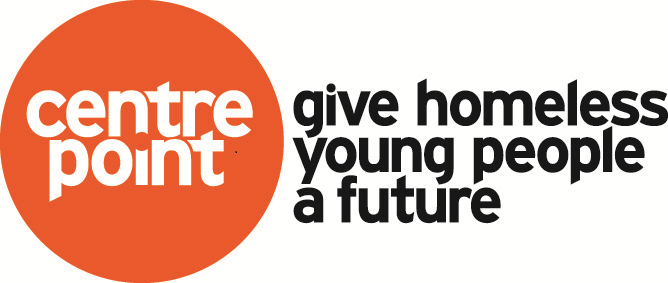 centre
point
give homeless
young people
a future